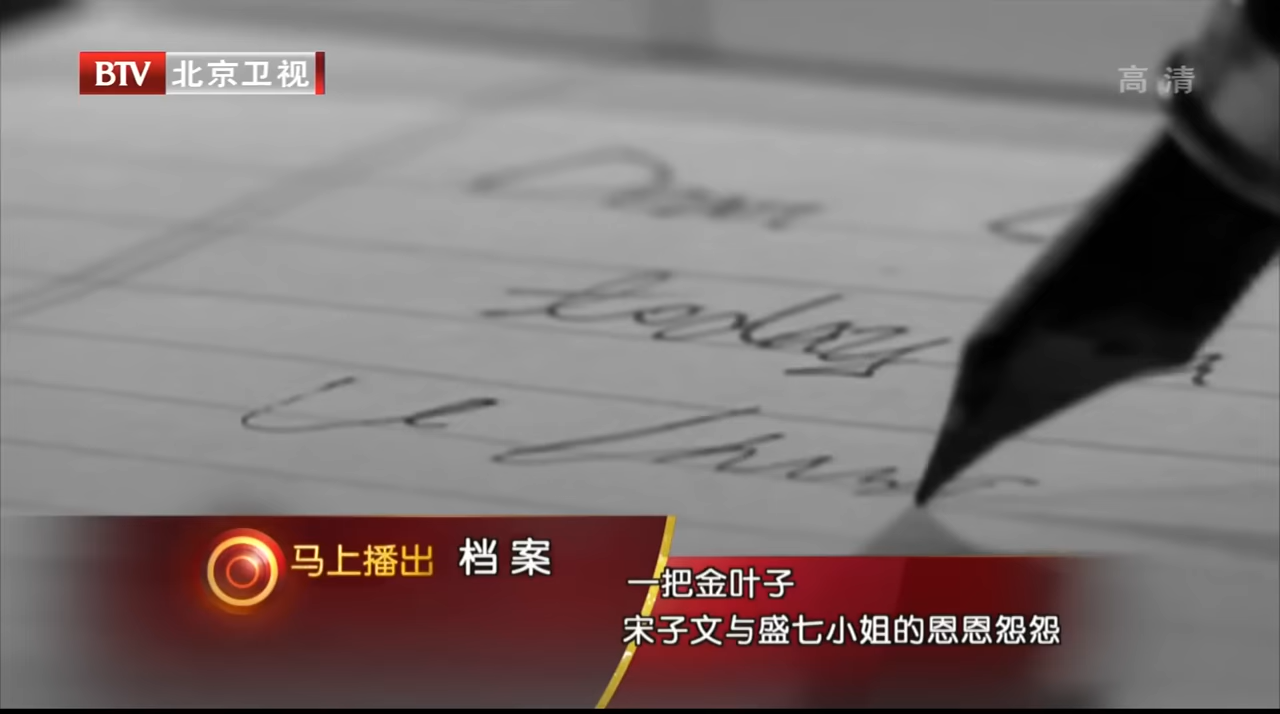 BTV 北京卫视
高清
today
马上播出 档案
一把金叶子
宋子文与盛七小姐的恩恩怨怨